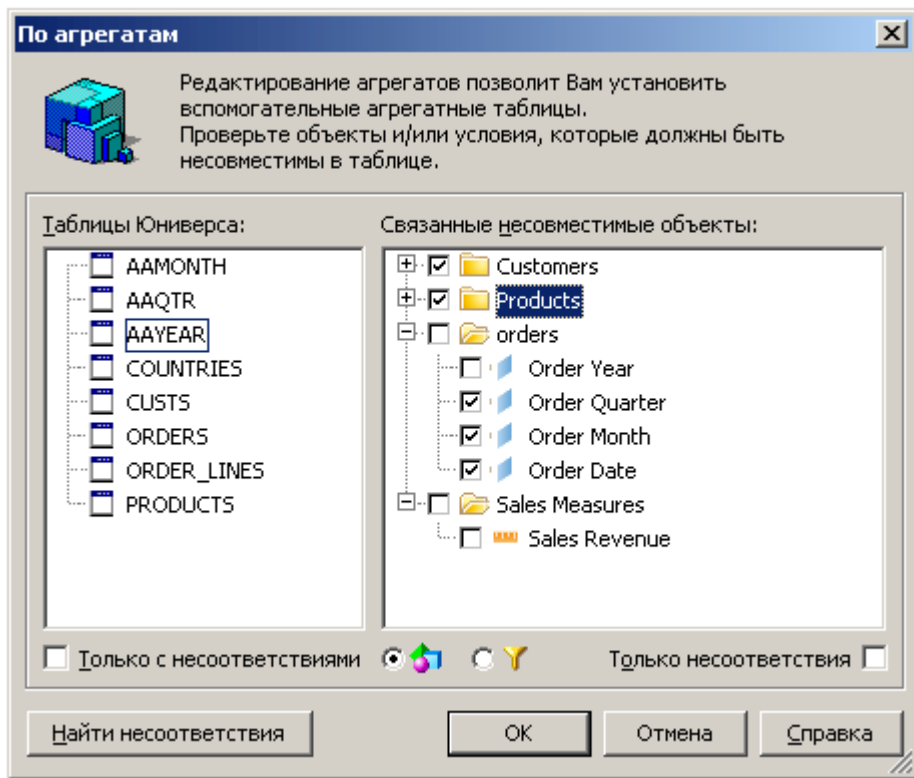 По агрегатам
Редактирование агрегатов позволит Вам установить
вспомогательные агрегатные таблицы.
Проверьте объекты и/или условия, которые должны быть
несовместимы в таблице.
Таблицы Юниверса:
AAMONTH
AAQTR
AAYEAR
COUNTRIES
CUSTS
ORDERS
ORDER_LINES
PRODUCTS
Связанные несовместимые объекты:
Customers
Products
orders
Order Year
Order Quarter
Order Month
Order Date
Sales Measures
Sales Revenue
Только с несоответствиями
Только несоответствия
Найти несоответствия
OK
Отмена
Справка